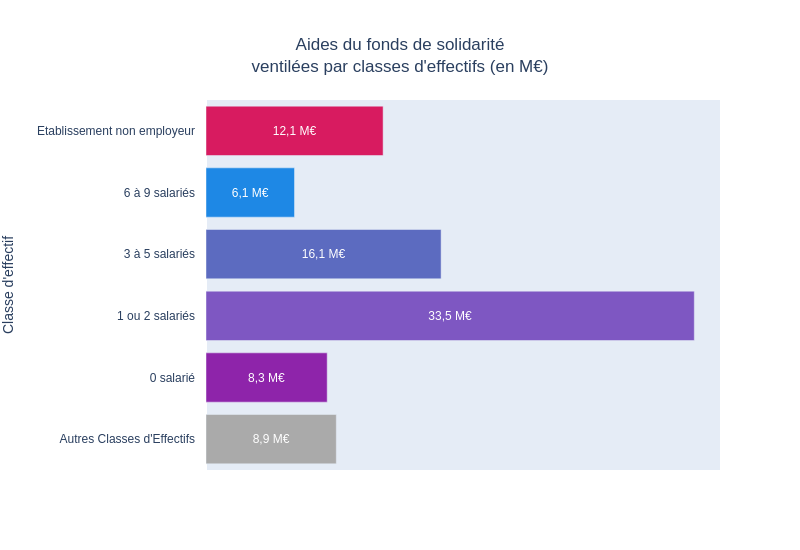 Aides du fonds de solidarité
ventilées par classes d'effectifs (en M€)
Classe d'effectif
Etablissement non employeur
12,1 M€
6 à 9 salariés
6,1 M€
3 à 5 salariés
16,1 M€
1 ou 2 salariés
33,5 M€
0 salarié
8,3 M€
Autres Classes d'Effectifs
8,9 M€